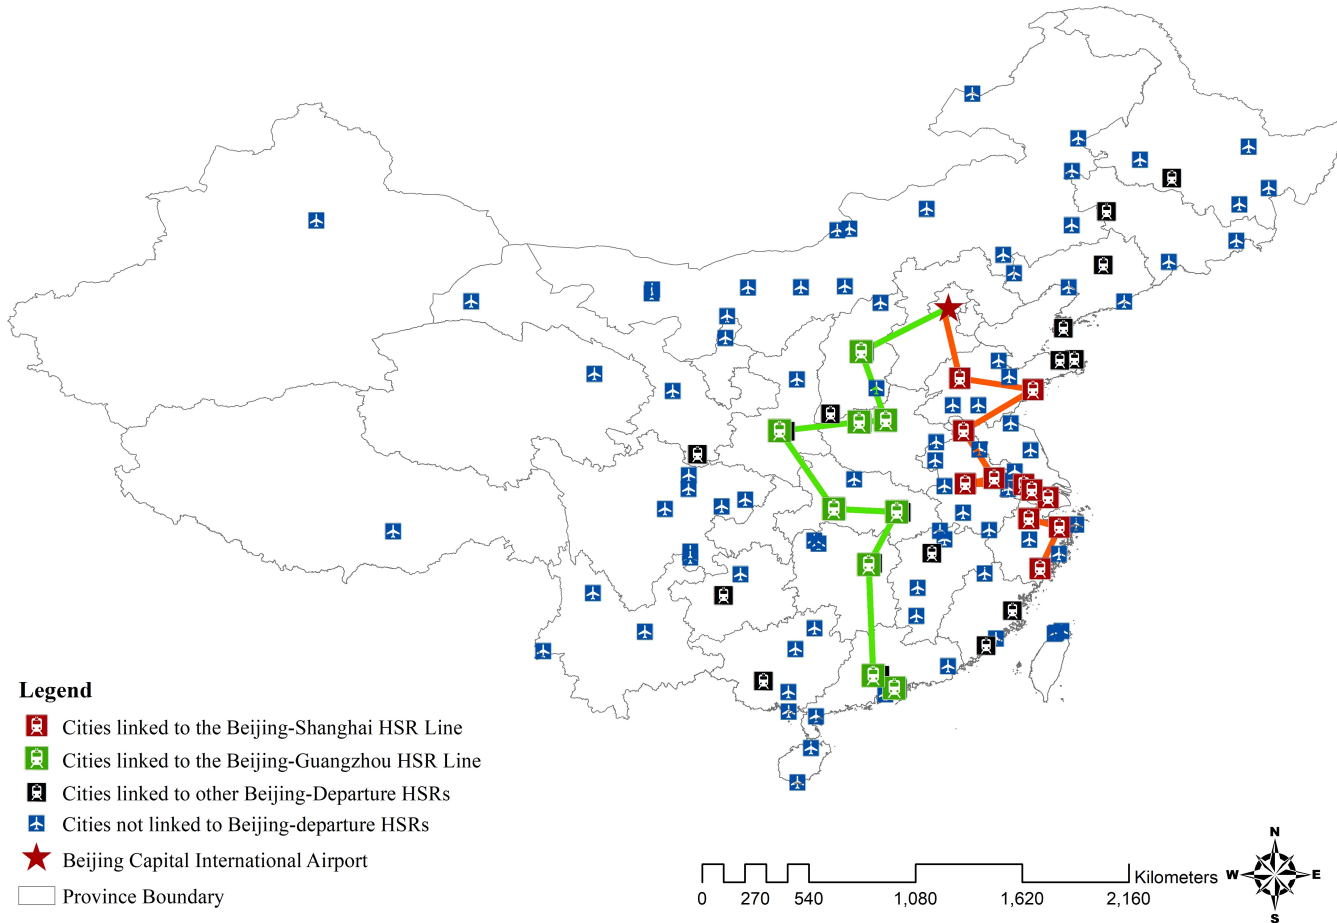 Legend
Cities linked to the Beijing-Shanghai HSR Line
Cities linked to the Beijing-Guangzhou HSR Line
Cities linked to other Beijing-Departure HSRs
Cities not linked to Beijing-departure HSRs
Beijing Capital International Airport
Province Boundary
Kilometers
0 270 540 1,080 1,620 2,160
N
W E
S